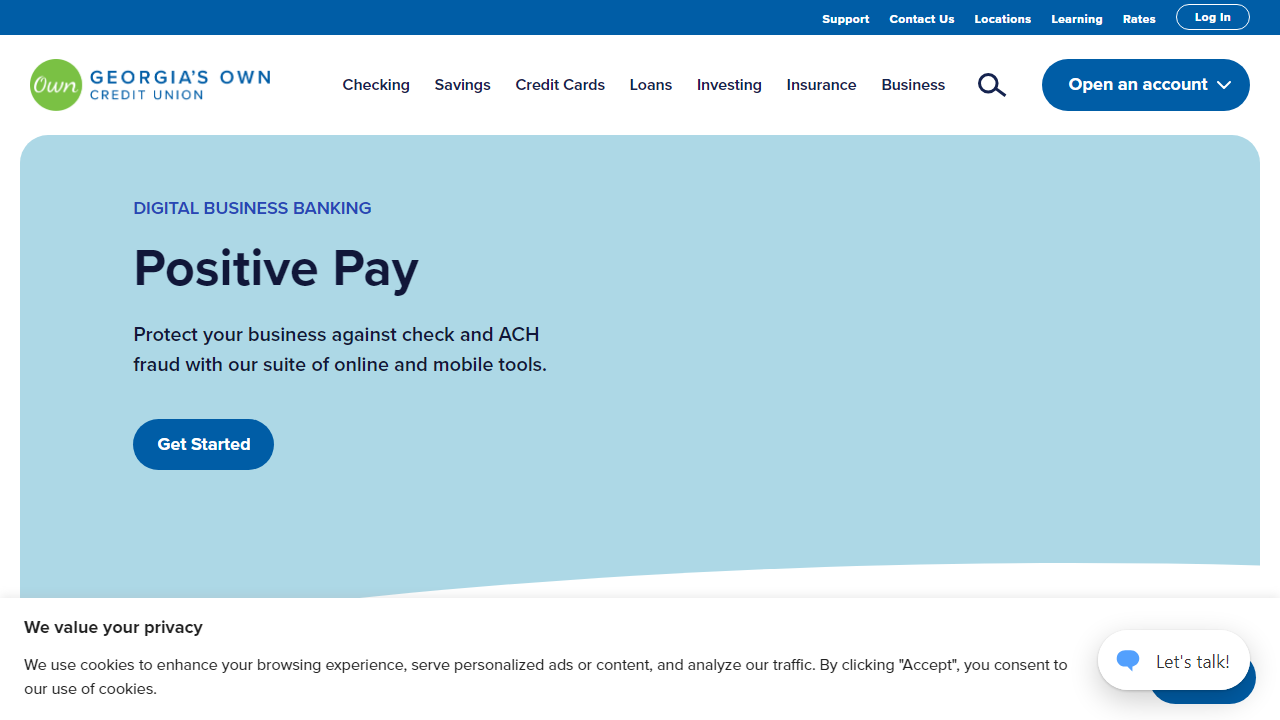 Support Contact Us Locations Learning Rates Log In
Own GEORGIA'S OWN
CREDIT UNION
Checking Savings Credit Cards Loans Investing Insurance Business
Open an account
DIGITAL BUSINESS BANKING
Positive Pay
Protect your business against check and ACH
fraud with our suite of online and mobile tools.
Get Started
We value your privacy
We use cookies to enhance your browsing experience, serve personalized ads or content, and analyze our traffic. By clicking "Accept", you consent to
our use of cookies.
Let's talk!